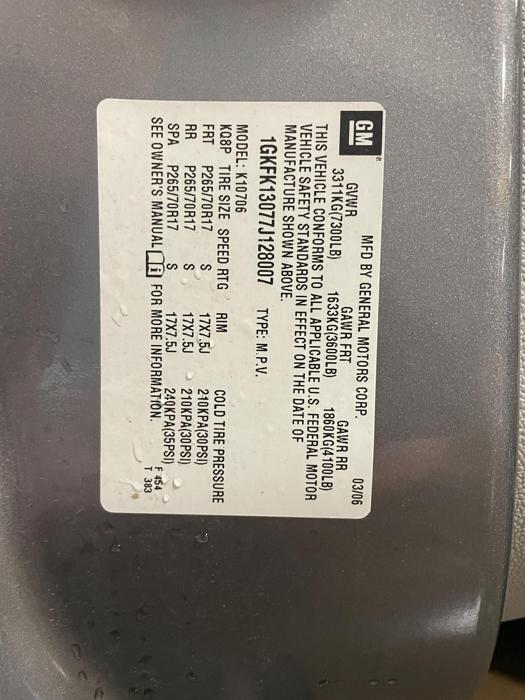 GM®
MFD BY GENERAL MOTORS CORP. 03/06
GVWR GAWR FRT GAWR RR
3311KG(7300LB) 1633KG(3600LB) 1860KG(4100LB)
THIS VEHICLE CONFORMS TO ALL APPLICABLE U.S. FEDERAL MOTOR
VEHICLE SAFETY STANDARDS IN EFFECT ON THE DATE OF
MANUFACTURE SHOWN ABOVE.
1GKFK13077J128007 TYPE: M.P.V.
MODEL: K10706
KQ8P TIRE SIZE SPEED RTG RIM COLD TIRE PRESSURE
FRT P265/70R17 S 17X7.5J 210KPA(30PSI)
RR P265/70R17 S 17X7.5J 210KPA(30PSI)
SPA P265/70R17 S 17X7.5J 240KPA(35PSI)
SEE OWNER'S MANUAL i FOR MORE INFORMATION.
F 454
T 383